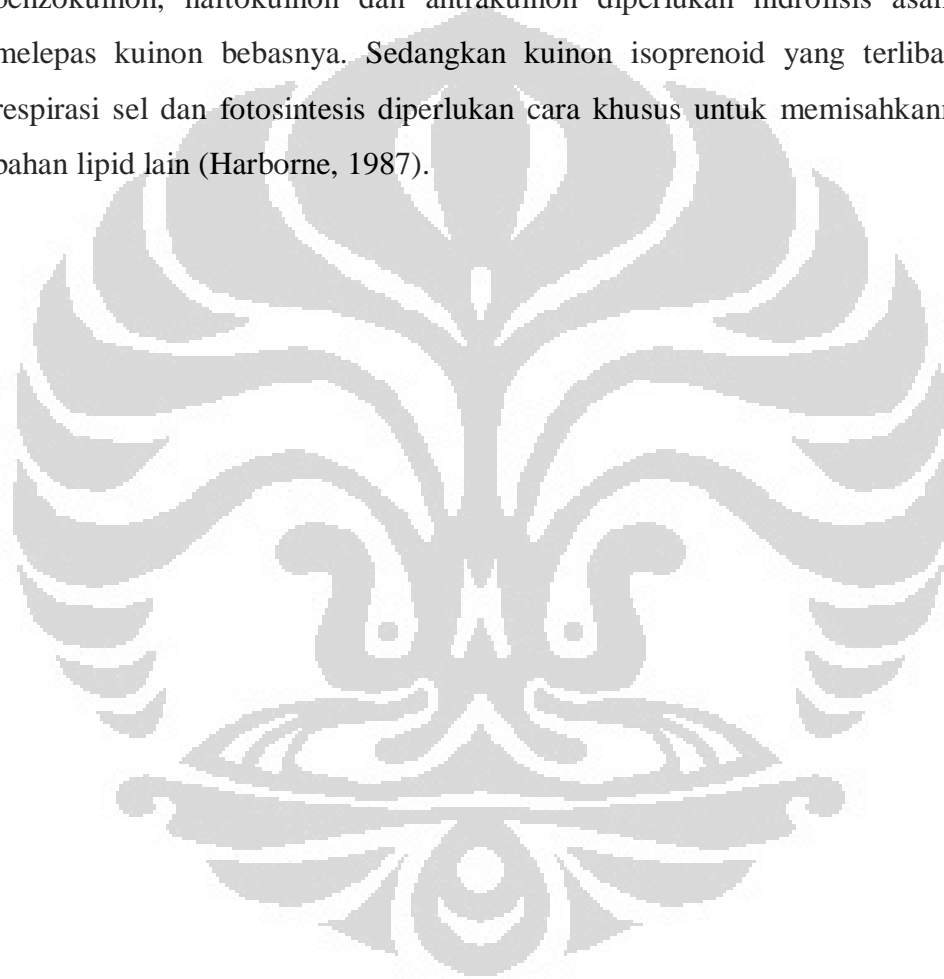 benzokuinon, naftokuinon dan antrakuinon diperlukan hidrolisis asam
melepas kuinon bebasnya. Sedangkan kuinon isoprenoid yang terliba
respirasi sel dan fotosintesis diperlukan cara khusus untuk memisahkan
bahan lipid lain (Harborne, 1987).